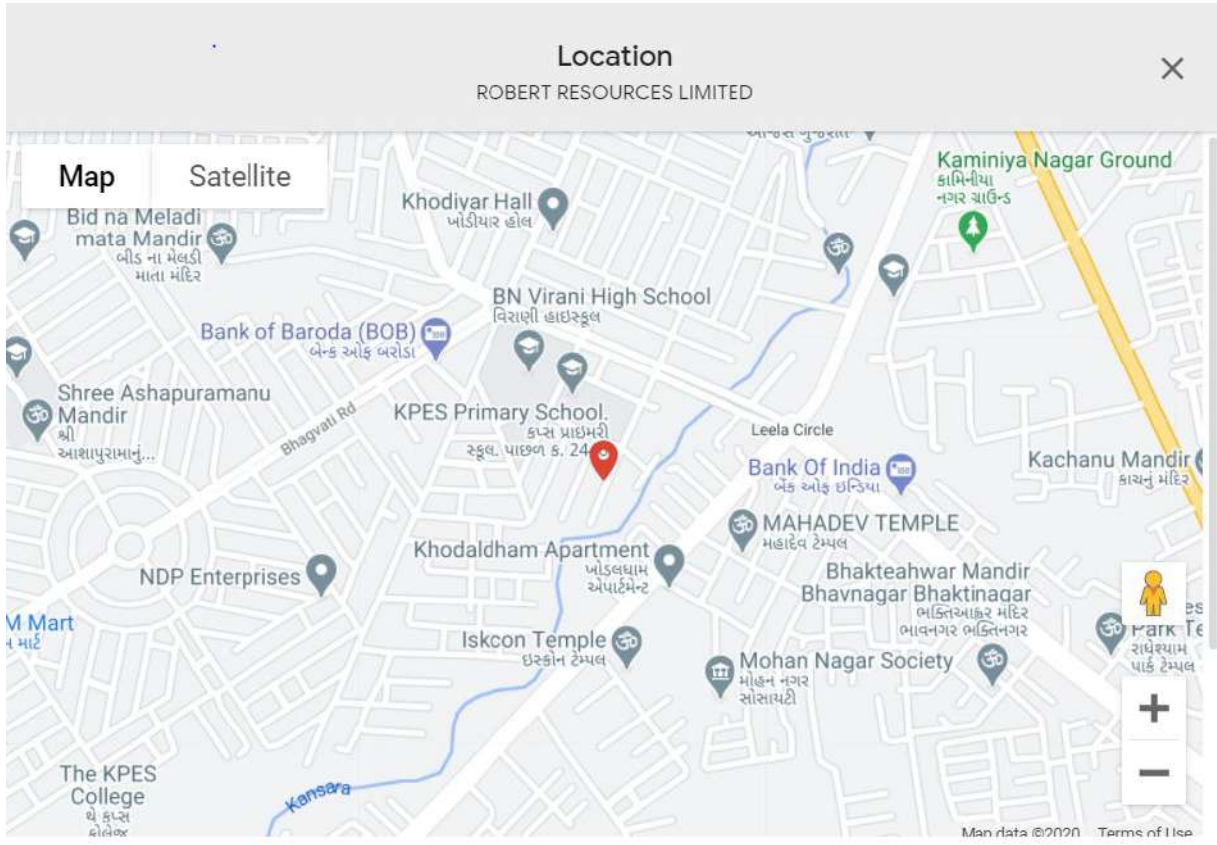 Location
ROBERT RESOURCES LIMITED
Map
Satellite
Kaminiya Nagar Ground
કામિનીયા
નગર ગ્રાઉન્ડ
Khodiyar Hall
ખોડીયાર હોલ
Bid na Meladi
mata Mandir
બીડ ના મેલડી
માતા મંદિર
BN Virani High School
વિરાણી હાઇસ્કૂલ
Bank of Baroda (BOB)
બેન્ક ઓફ બરોડા
Shree Ashapuramanu
Mandir
શ્રી
આશાપુરામાનું...
Bhagvati Rd
KPES Primary School.
કપ્સ પ્રાઇમરી
સ્કૂલ. પાછળ ક. 24
Leela Circle
Bank Of India
બેંક ઓફ ઇન્ડિયા
Kachanu Mandir
કાચનું મંદિર
MAHADEV TEMPLE
મહાદેવ ટેમ્પલ
Khodaldham Apartment
ખોડલધામ
એપાર્ટમેન્ટ
NDP Enterprises
Bhakteahwar Mandir
Bhavnagar Bhaktinagar
ભાવનગર ભક્તિનગર
M Mart
માર્ટ
Iskcon Temple
ઇસ્કોન ટેમ્પલ
Mohan Nagar Society
મોહન નગર
સોસાયટી
Park Te
રાધેશ્યામ
પાર્ક ટેમ્પલ
The KPES
College
થે કપ્સ
કોલેજ
Kansara
Map data ©2020
Terms of Use